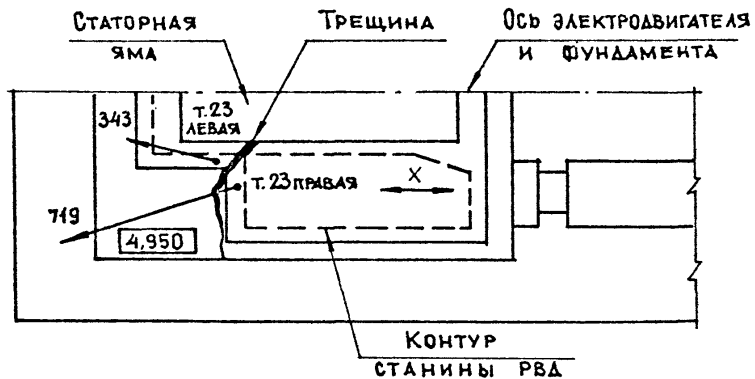 СТАТОРНАЯ
ЯМА
ТРЕЩИНА
ОСЬ ЭЛЕКТРОДВИГАТЕЛЯ
И ФУНДАМЕНТА
343
т.23
ЛЕВАЯ
т.23 ПРАВАЯ
X
719
4,950
КОНТУР
СТАНИНЫ РВД